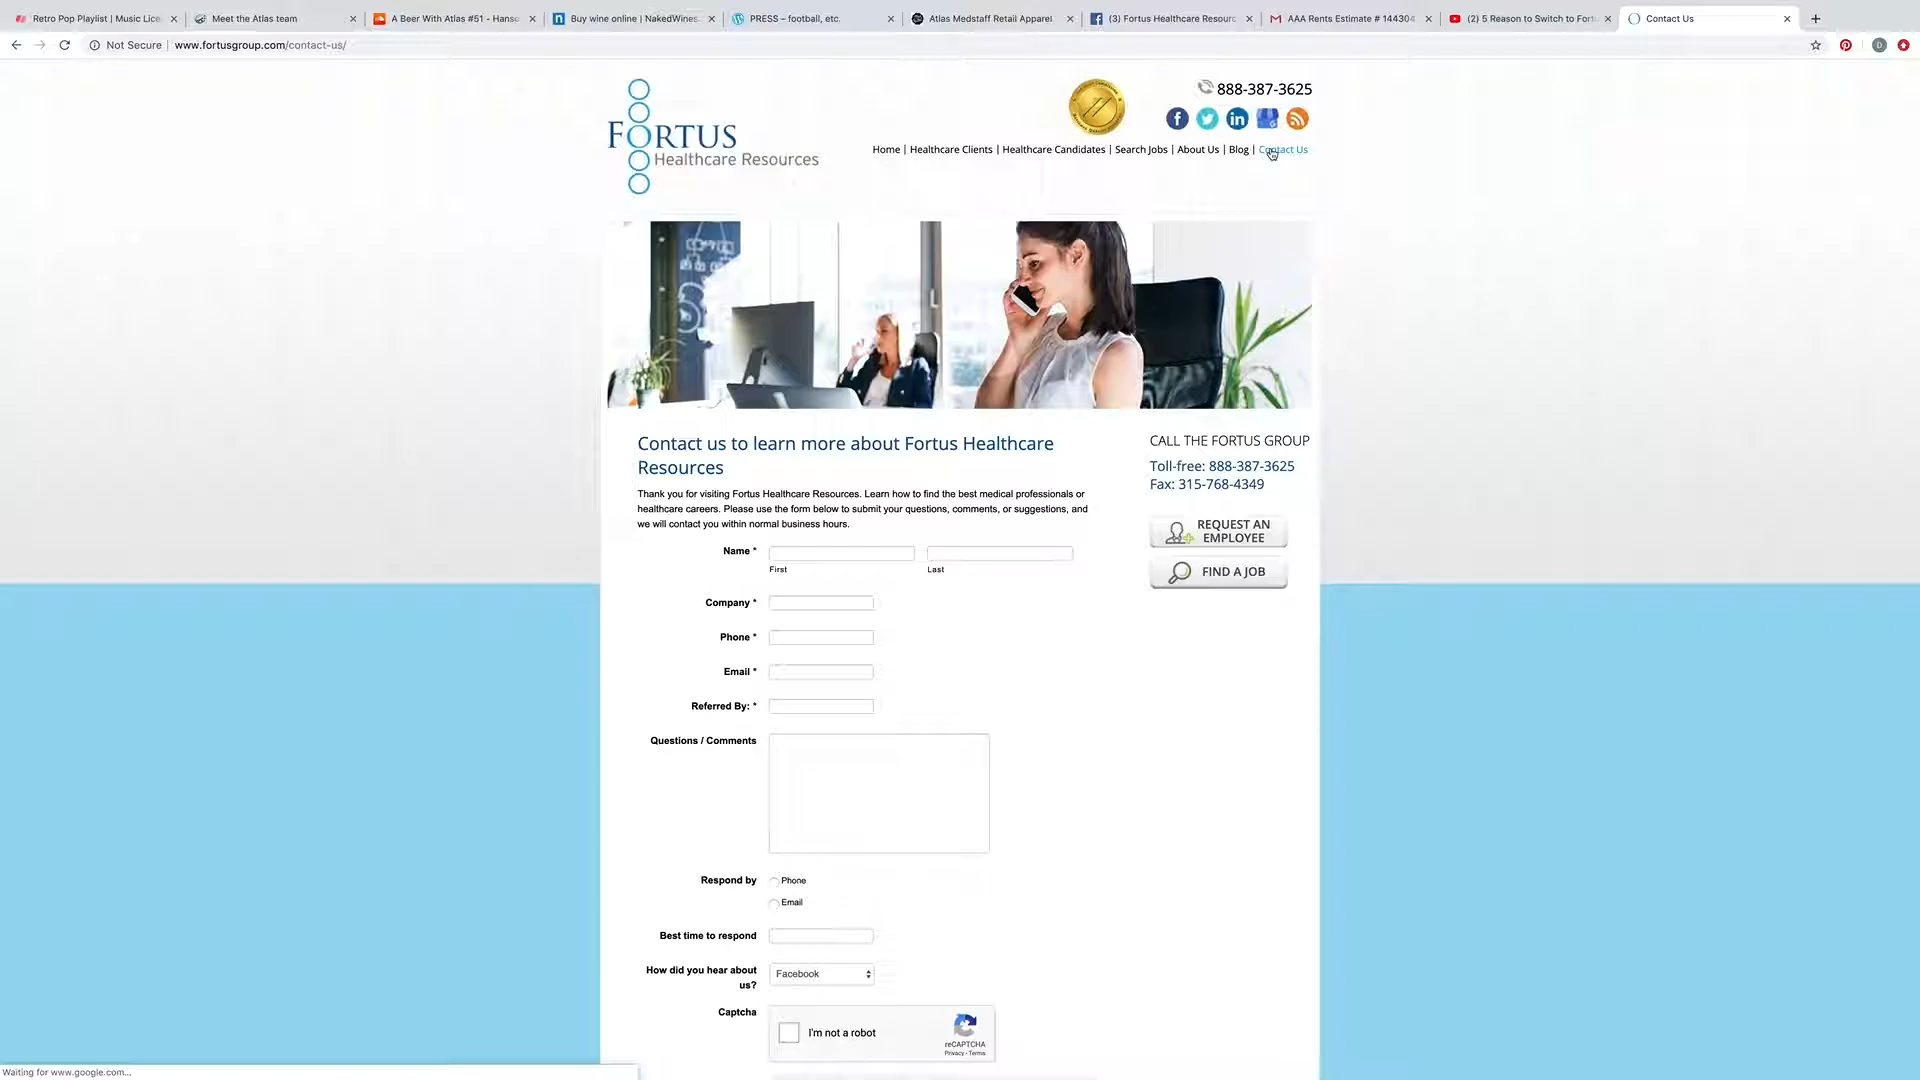 Retro Pop Playlist | Music Lice
Meet the Atlas team
A Beer With Atlas #51 - Hanso
Buy wine online | NakedWines.
PRESS – football, etc.
Atlas Medstaff Retail Apparel
(3) Fortus Healthcare Resourc
AAA Rents Estimate # 144304
(2) 5 Reason to Switch to Fort
Contact Us
Not Secure | www.fortusgroup.com/contact-us/
888-387-3625
FORTUS
Healthcare Resources
Home | Healthcare Clients | Healthcare Candidates | Search Jobs | About Us | Blog | Contact Us
Contact us to learn more about Fortus Healthcare
Resources
Thank you for visiting Fortus Healthcare Resources. Learn how to find the best medical professionals or
healthcare careers. Please use the form below to submit your questions, comments, or suggestions, and
we will contact you within normal business hours.
Name *
First
Last
Company *
Phone *
Email *
Referred By: *
Questions / Comments
Respond by
Phone
Email
Best time to respond
How did you hear about
us?
Facebook
Captcha
I'm not a robot
reCAPTCHA
Privacy - Terms
CALL THE FORTUS GROUP
Toll-free: 888-387-3625
Fax: 315-768-4349
REQUEST AN
EMPLOYEE
FIND A JOB
Waiting for www.google.com...